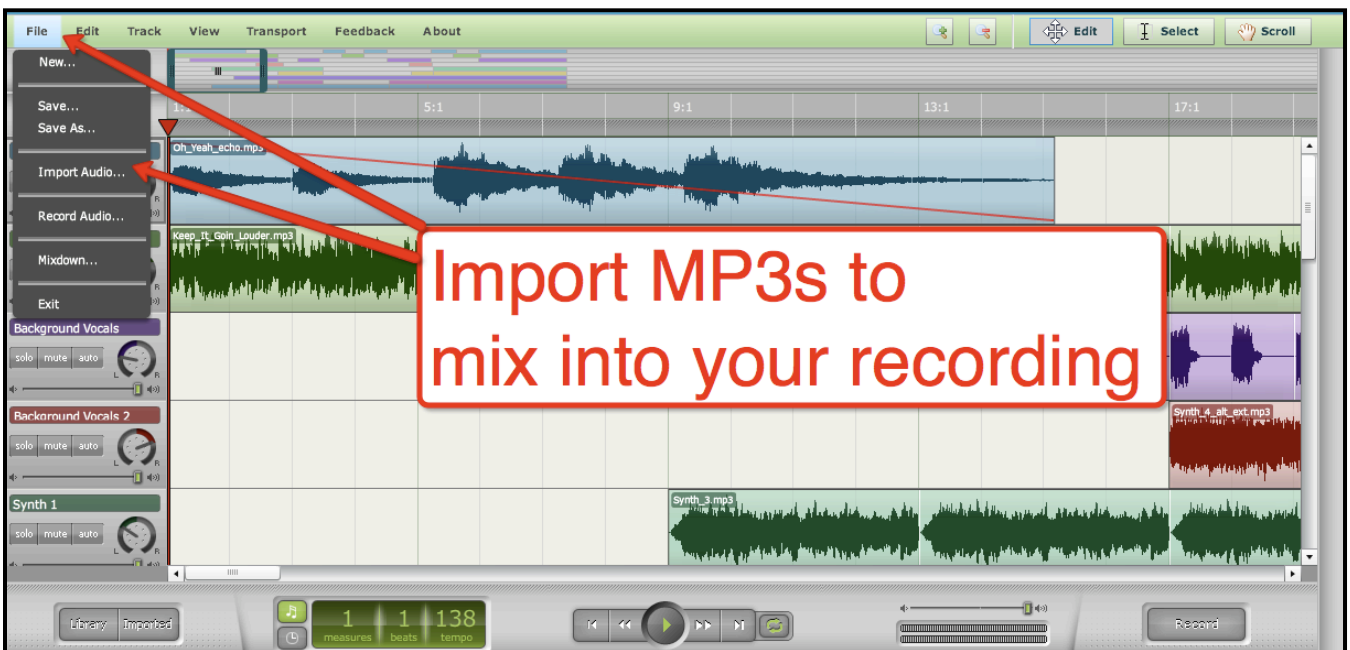 File Edit Track View Transport Feedback About Edit Select Scroll
New...
Save...
Save As...
Import Audio...
Record Audio...
Mixdown...
Exit
5:1 9:1 13:1 17:1
Oh_Yeah_echo.mp3
R
Keep_It_Goin_Louder.mp3
R
Import MP3s to
mix into your recording
Background Vocals
solo mute auto
L R
Background Vocals 2
Synth_4_alt_ext.mp3
solo mute auto
L R
Synth 1
Synth_3.mp3
solo mute auto
L R
Library Imported
1 1 138
measures beats tempo
Record